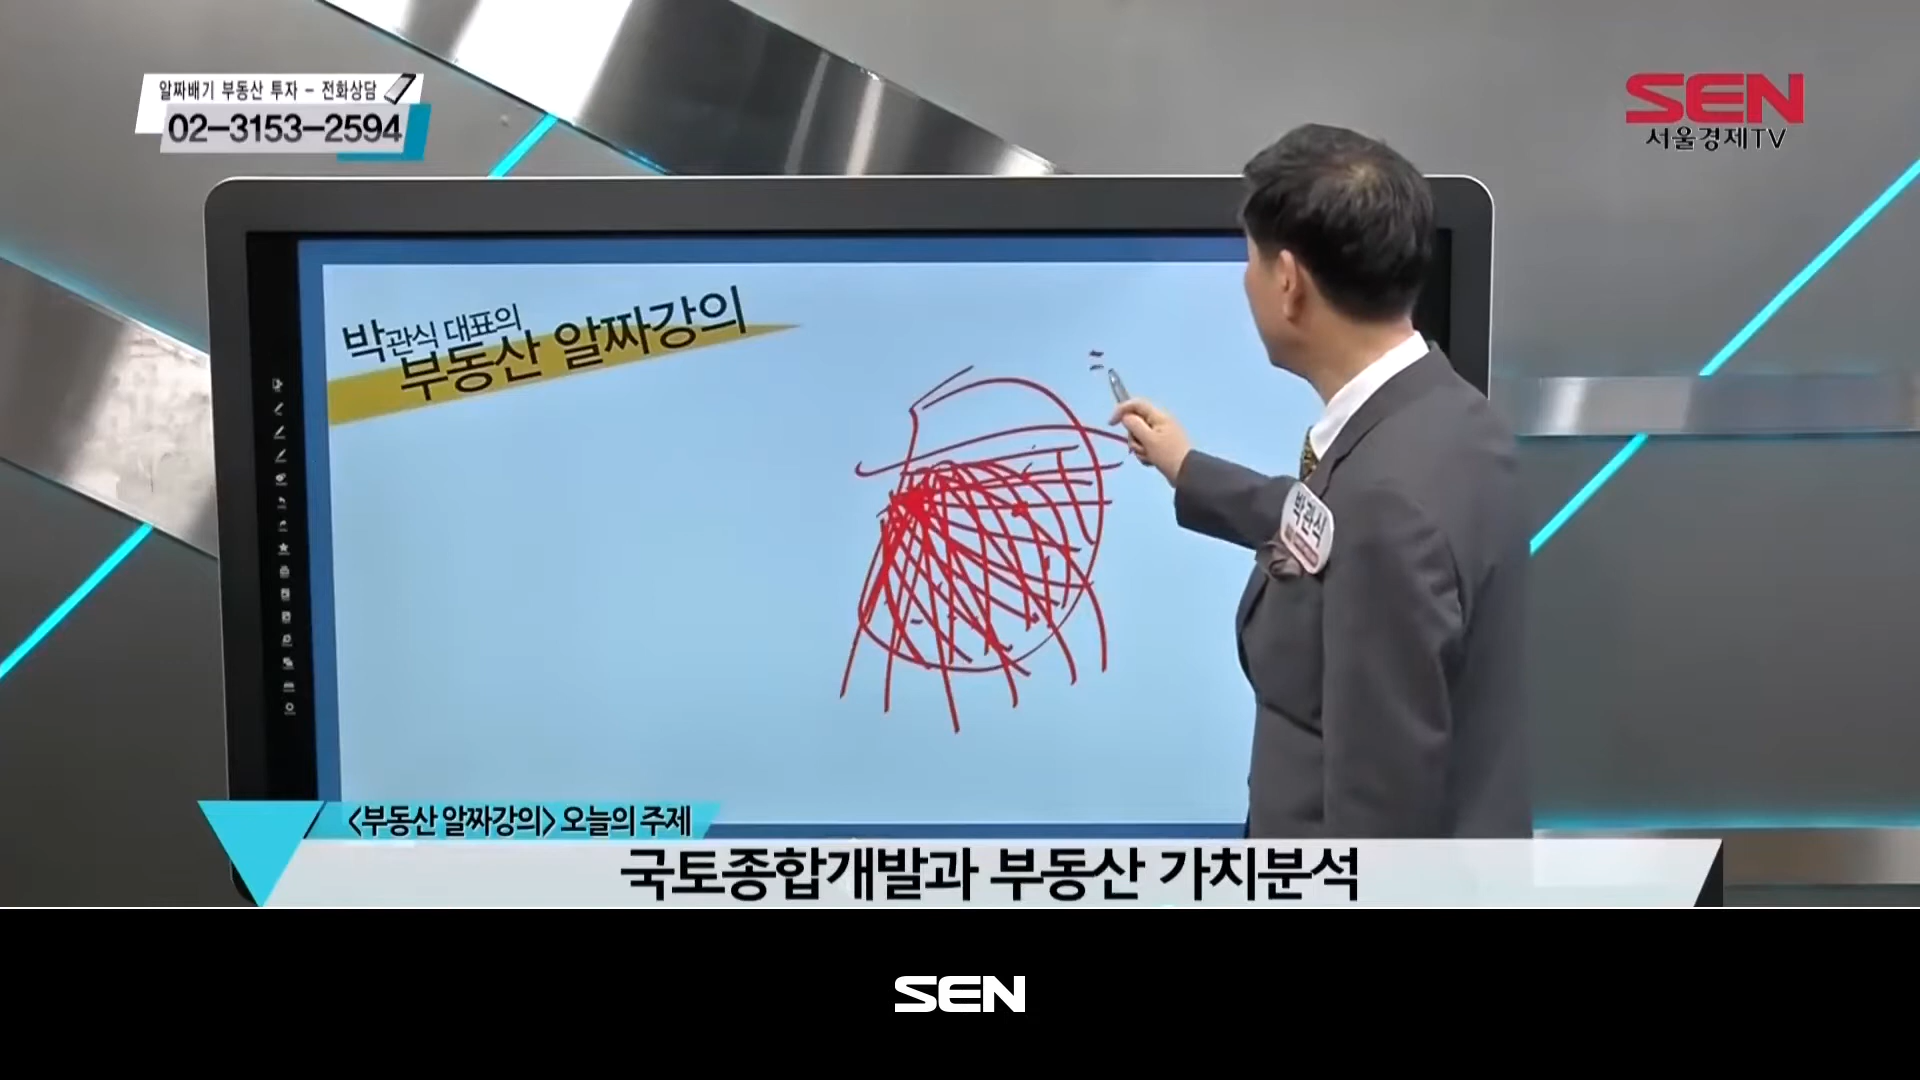 알짜배기 부동산 투자 - 전화상담
02-3153-2594
SEN
서울경제TV
박관식 대표의
부동산 알짜강의
박관식
<부동산 알짜강의> 오늘의 주제
국토종합개발과 부동산 가치분석
SEN